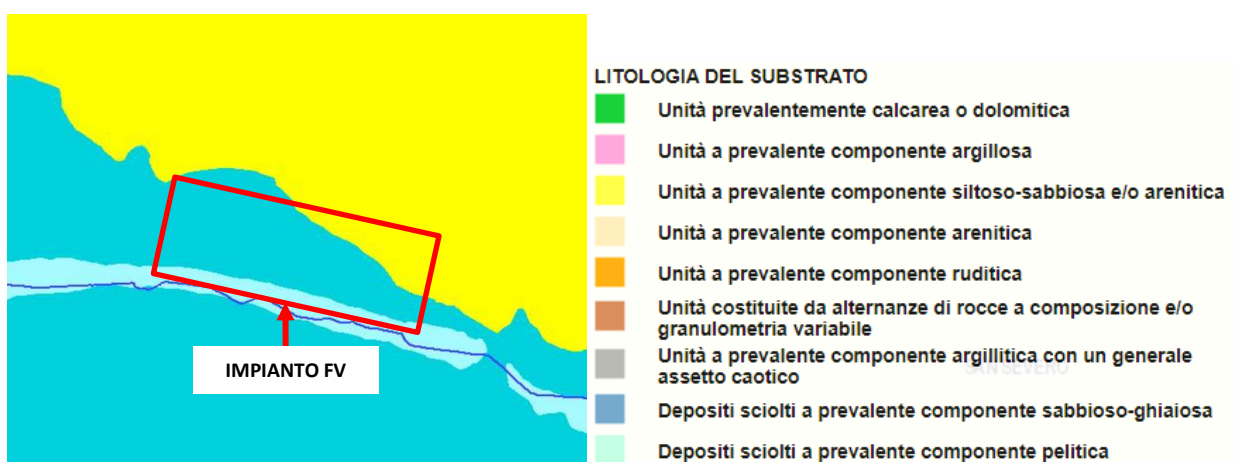 LITOLOGIA DEL SUBSTRATO
Unità prevalentemente calcarea o dolomitica
Unità a prevalente componente argillosa
Unità a prevalente componente siltoso-sabbiosa e/o arenitica
Unità a prevalente componente arenitica
Unità a prevalente componente ruditica
Unità costituite da alternanze di rocce a composizione e/o
granulometria variabile
Unità a prevalente componente argillitica con un generale
assetto caotico
SAN SEVERO
Depositi sciolti a prevalente componente sabbioso-ghiaiosa
Depositi sciolti a prevalente componente pelitica
IMPIANTO FV